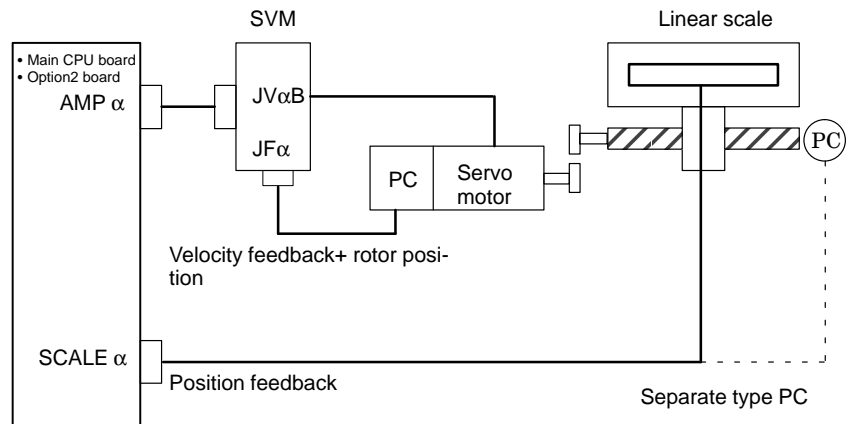 SVM
Linear scale
• Main CPU board
• Option2 board
AMP α
JVαB
JFα
PC
Servo
motor
PC
Velocity feedback+ rotor posi-
tion
SCALE α
Position feedback
Separate type PC